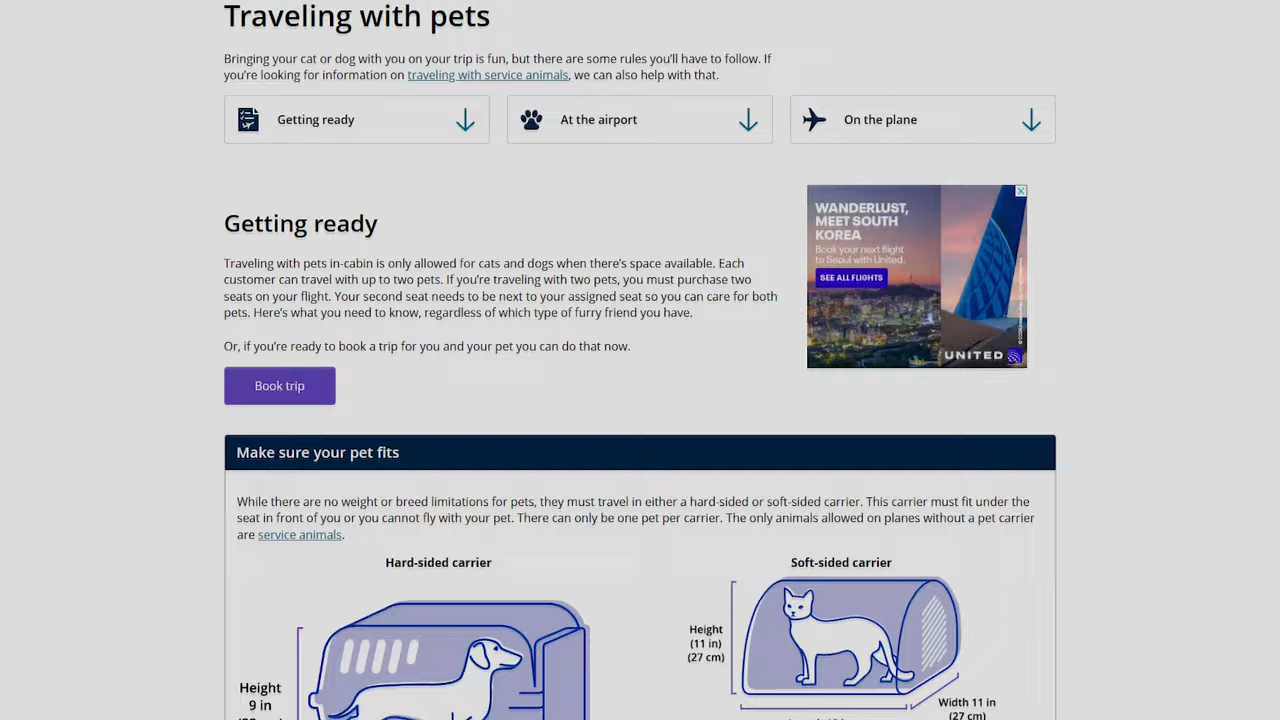 Traveling with pets
Bringing your cat or dog with you on your trip is fun, but there are some rules you'll have to follow. If
you're looking for information on traveling with service animals, we can also help with that.
Getting ready
At the airport
On the plane
Getting ready
Traveling with pets in-cabin is only allowed for cats and dogs when there's space available. Each
customer can travel with up to two pets. If you're traveling with two pets, you must purchase two
seats on your flight. Your second seat needs to be next to your assigned seat so you can care for both
pets. Here's what you need to know, regardless of which type of furry friend you have.
Or, if you're ready to book a trip for you and your pet you can do that now.
Book trip
WANDERLUST,
MEET SOUTH
KOREA
Book your next flight
to Seoul with United.
SEE ALL FLIGHTS
UNITED
Make sure your pet fits
While there are no weight or breed limitations for pets, they must travel in either a hard-sided or soft-sided carrier. This carrier must fit under the
seat in front of you or you cannot fly with your pet. There can only be one pet per carrier. The only animals allowed on planes without a pet carrier
are service animals.
Hard-sided carrier
Height
9 in
Soft-sided carrier
Height
(11 in)
(27 cm)
Width 11 in
(27 cm)